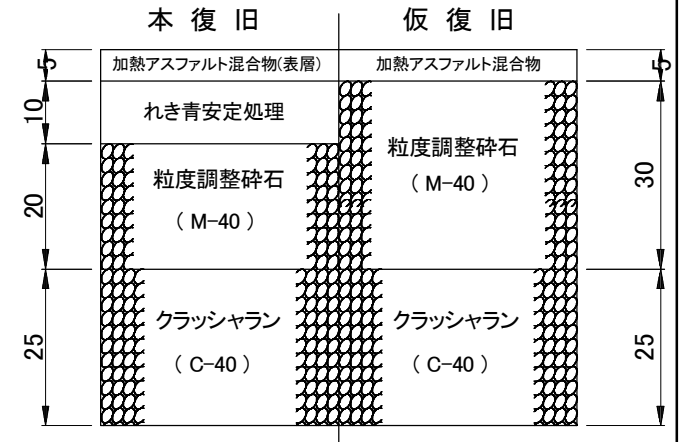 本復旧
仮復旧
5
加熱アスファルト混合物(表層)
加熱アスファルト混合物
5
10
れき青安定処理
20
粒度調整砕石
(M-40)
粒度調整砕石
(M-40)
30
25
クラッシャラン
(C-40)
クラッシャラン
(C-40)
25